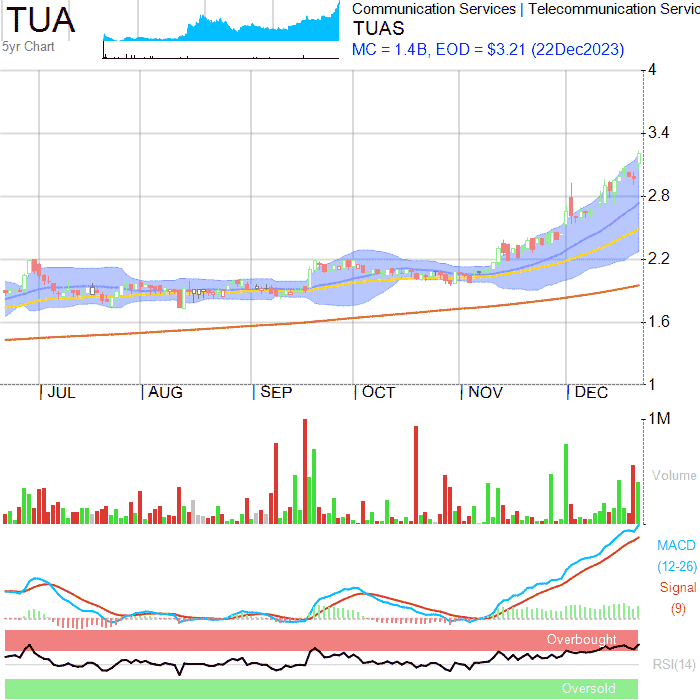 TUA
5yr Chart
Communication Services | Telecommunication Servic
TUAS
MC = 1.4B, EOD = $3.21 (22Dec2023)
4
3.4
2.8
2.2
1.6
1
JUL AUG SEP OCT NOV DEC
1M
Volume
MACD
(12-26)
Signal
(9)
Overbought
RSI(14)
Oversold